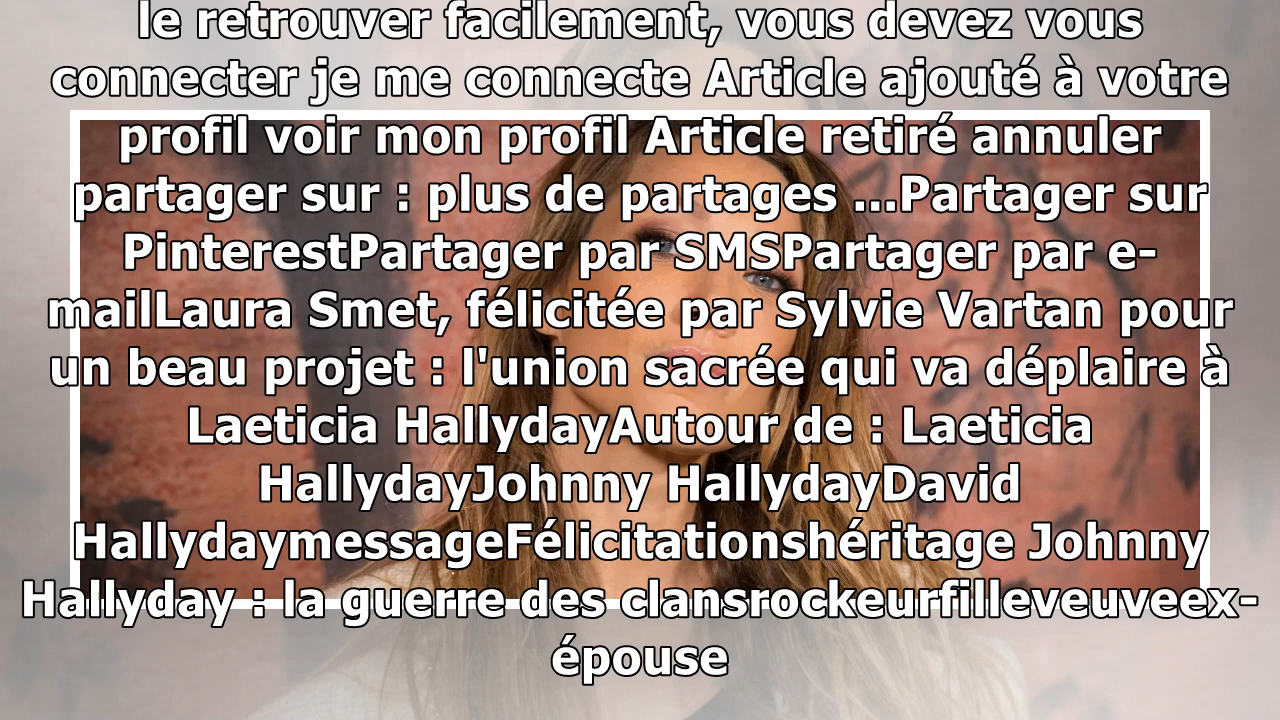 le retrouver facilement, vous devez vous
connecter je me connecte Article ajouté à votre
profil voir mon profil Article retiré annuler
partager sur : plus de partages ...Partager sur
PinterestPartager par SMSPartager par e-
mailLaura Smet, félicitée par Sylvie Vartan pour
un beau projet : l'union sacrée qui va déplaire à
Laeticia HallydayAutour de : Laeticia
HallydayJohnny HallydayDavid
HallydaymessageFélicitationshéritage Johnny
Hallyday : la guerre des clansrockeurfilleveuveex-
épouse